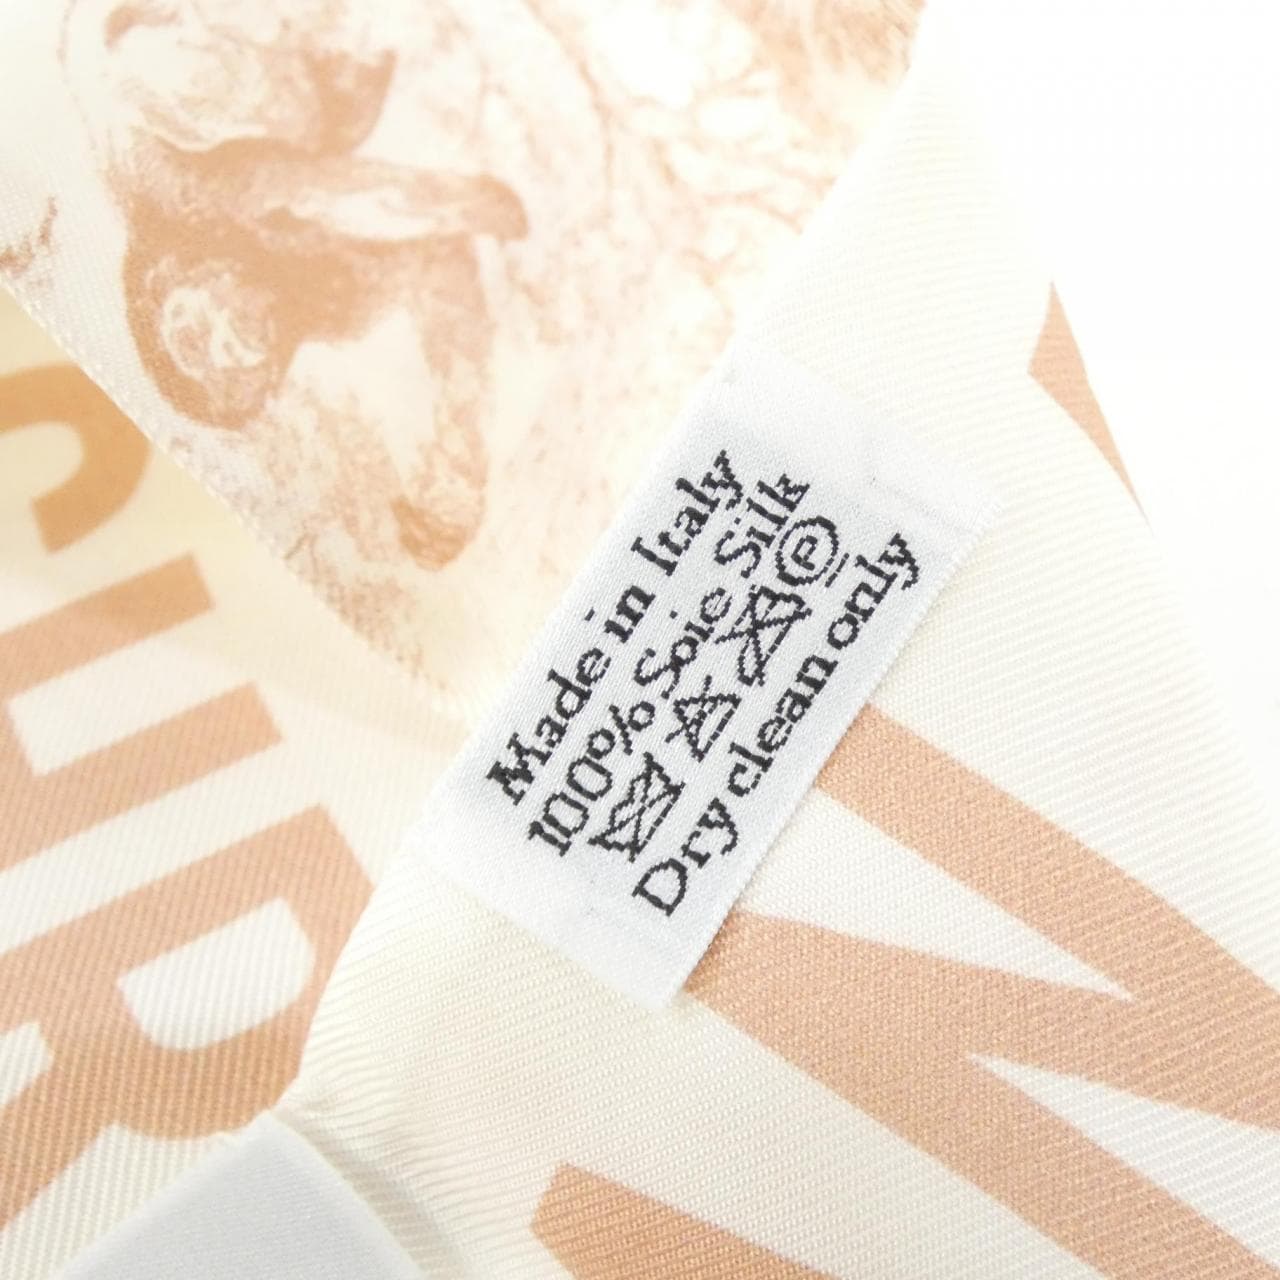 Made in Italy
100% Soie Silk
P
Dry clean only